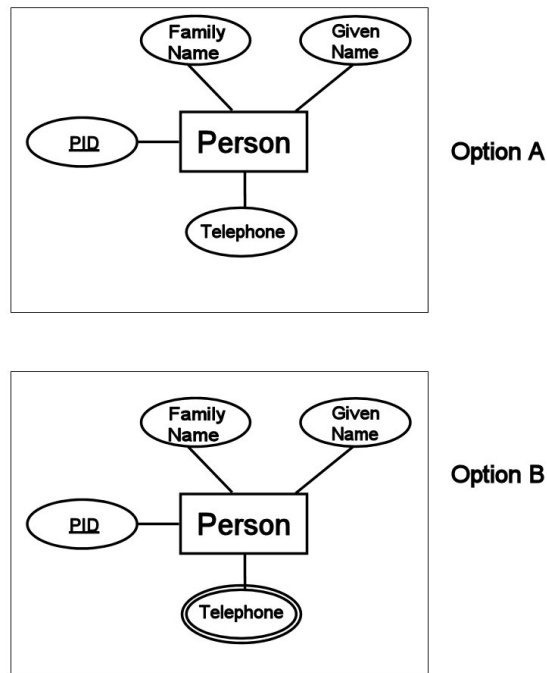 Family
Name
Given
Name
PID
Person
Option A
Telephone
Family
Name
Given
Name
Option B
PID
Person
Telephone